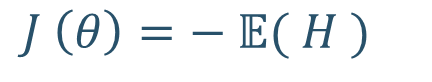 J (θ) = − 𝔼( H )